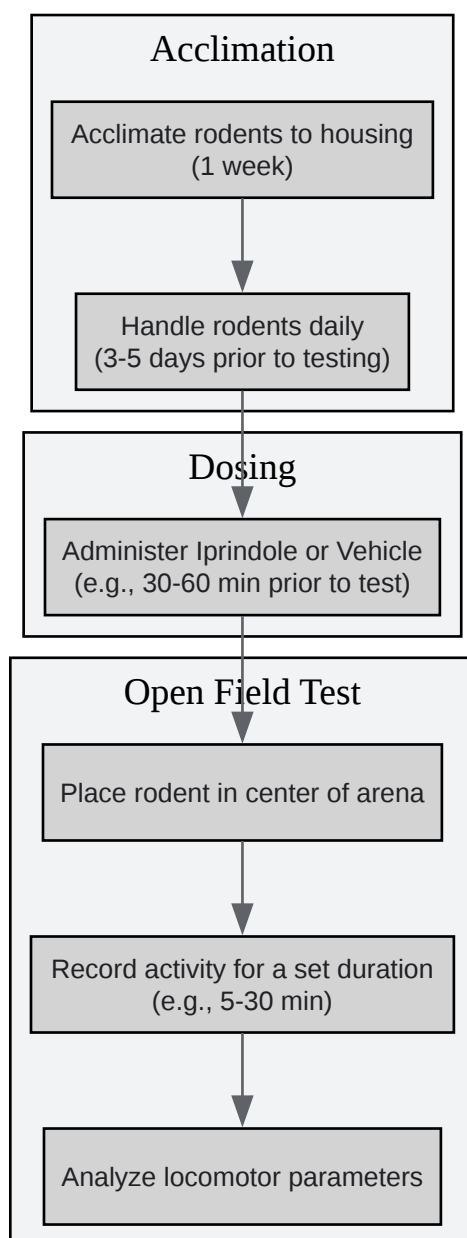 Acclimation
Acclimate rodents to housing
(1 week)
Handle rodents daily
(3-5 days prior to testing)
Dosing
Administer Iprindole or Vehicle
(e.g., 30-60 min prior to test)
Open Field Test
Place rodent in center of arena
Record activity for a set duration
(e.g., 5-30 min)
Analyze locomotor parameters